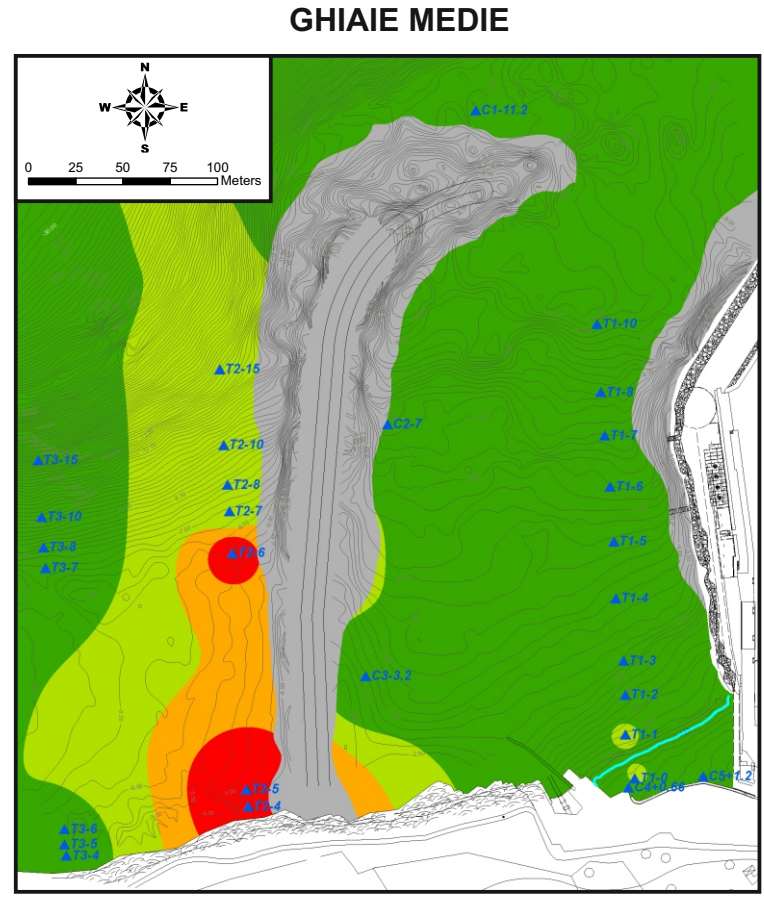 GHIAIE MEDIE
N
W E
S
0 25 50 75 100
Meters
C1-11.2
T1-10
T2-15
T1-8
C2-7
T1-7
T2-10
T3-15
T2-8
T1-6
T2-7
T3-10
T1-5
T3-8
T2-6
T3-7
T1-4
T1-3
C3-3.2
T1-2
T1-1
T1-0
C5+1.2
C4+0.66
T2-5
T2-4
T3-6
T3-5
T3-4